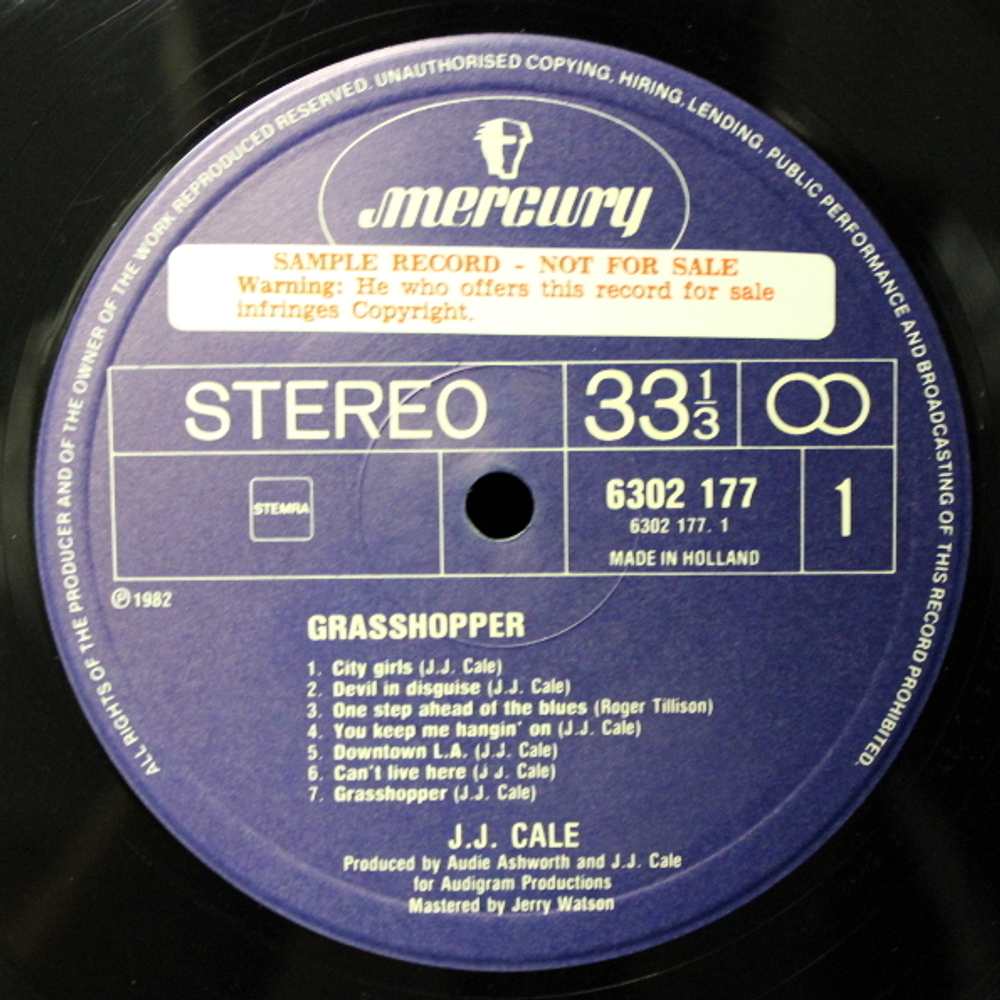 ALL RIGHTS OF THE PRODUCER AND OF THE OWNER OF THE WORK REPRODUCED RESERVED. UNAUTHORISED COPYING, HIRING, LENDING, PUBLIC PERFORMANCE AND BROADCASTING OF THIS RECORD PROHIBITED.
mercury
SAMPLE RECORD - NOT FOR SALE
Warning: He who offers this record for sale
infringes Copyright.
STEREO 33 1/3
STEMRA
6302 177
6302 177. 1
MADE IN HOLLAND
1
℗ 1982
GRASSHOPPER
1. City girls (J.J. Cale)
2. Devil in disguise (J.J. Cale)
3. One step ahead of the blues (Roger Tillison)
4. You keep me hangin' on (J.J. Cale)
5. Downtown L.A. (J.J. Cale)
6. Can't live here (J J. Cale)
7. Grasshopper (J.J. Cale)
J.J. CALE
Produced by Audie Ashworth and J.J. Cale
for Audigram Productions
Mastered by Jerry Watson